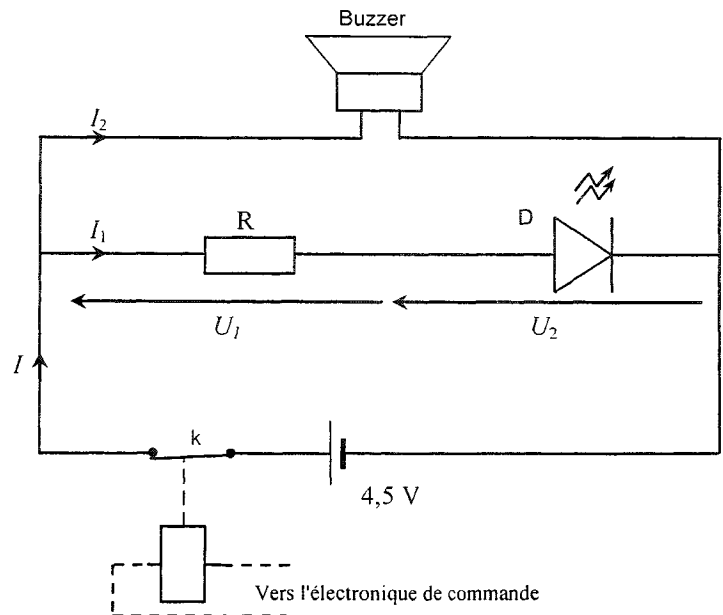 Buzzer
I2
D
I1
R
U1
U2
I
k
4,5 V
Vers l'électronique de commande